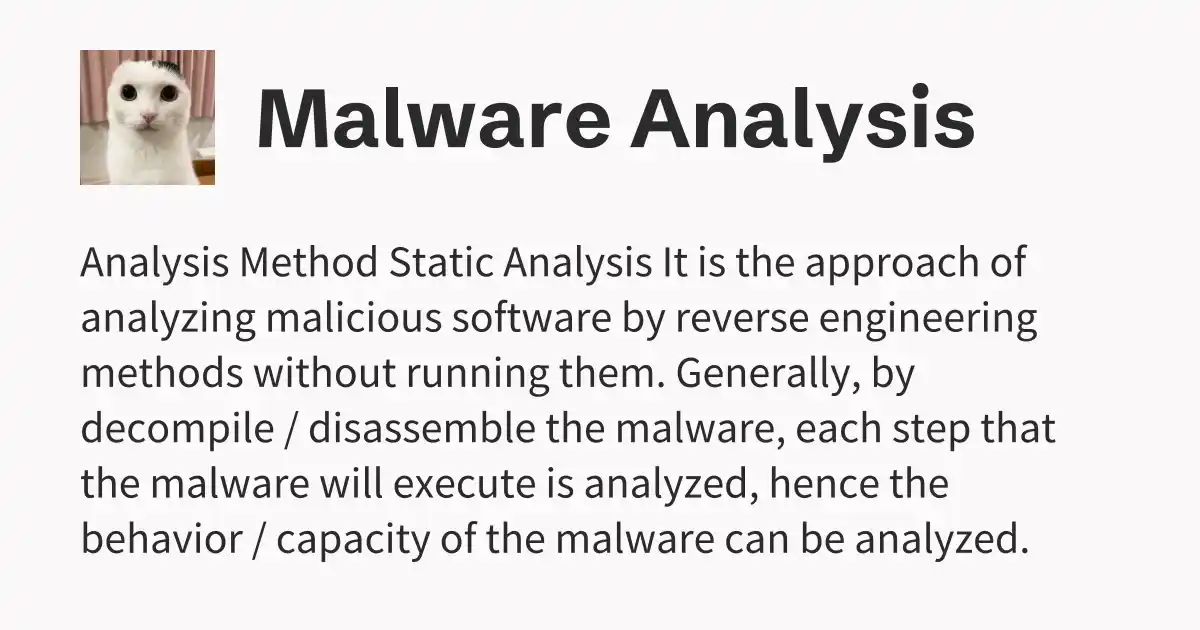 Malware Analysis
Analysis Method Static Analysis It is the approach of
analyzing malicious software by reverse engineering
methods without running them. Generally, by
decompile / disassemble the malware, each step that
the malware will execute is analyzed, hence the
behavior / capacity of the malware can be analyzed.